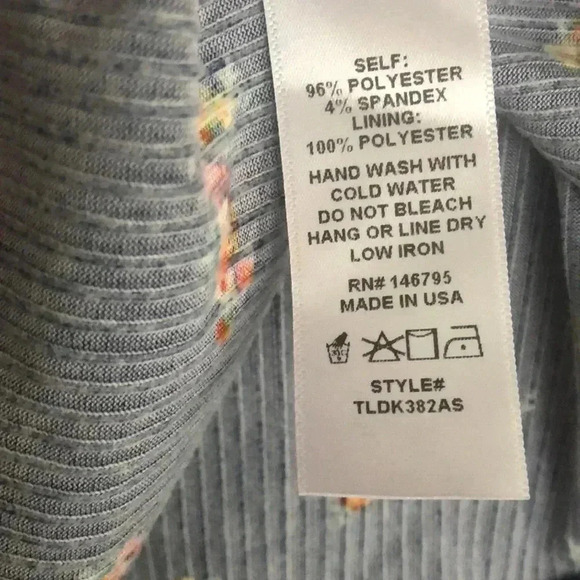 SELF:
96% POLYESTER
4% SPANDEX
LINING:
100% POLYESTER
HAND WASH WITH
COLD WATER
DO NOT BLEACH
HANG OR LINE DRY
LOW IRON
RN# 146795
MADE IN USA
STYLE#
TLDK382AS